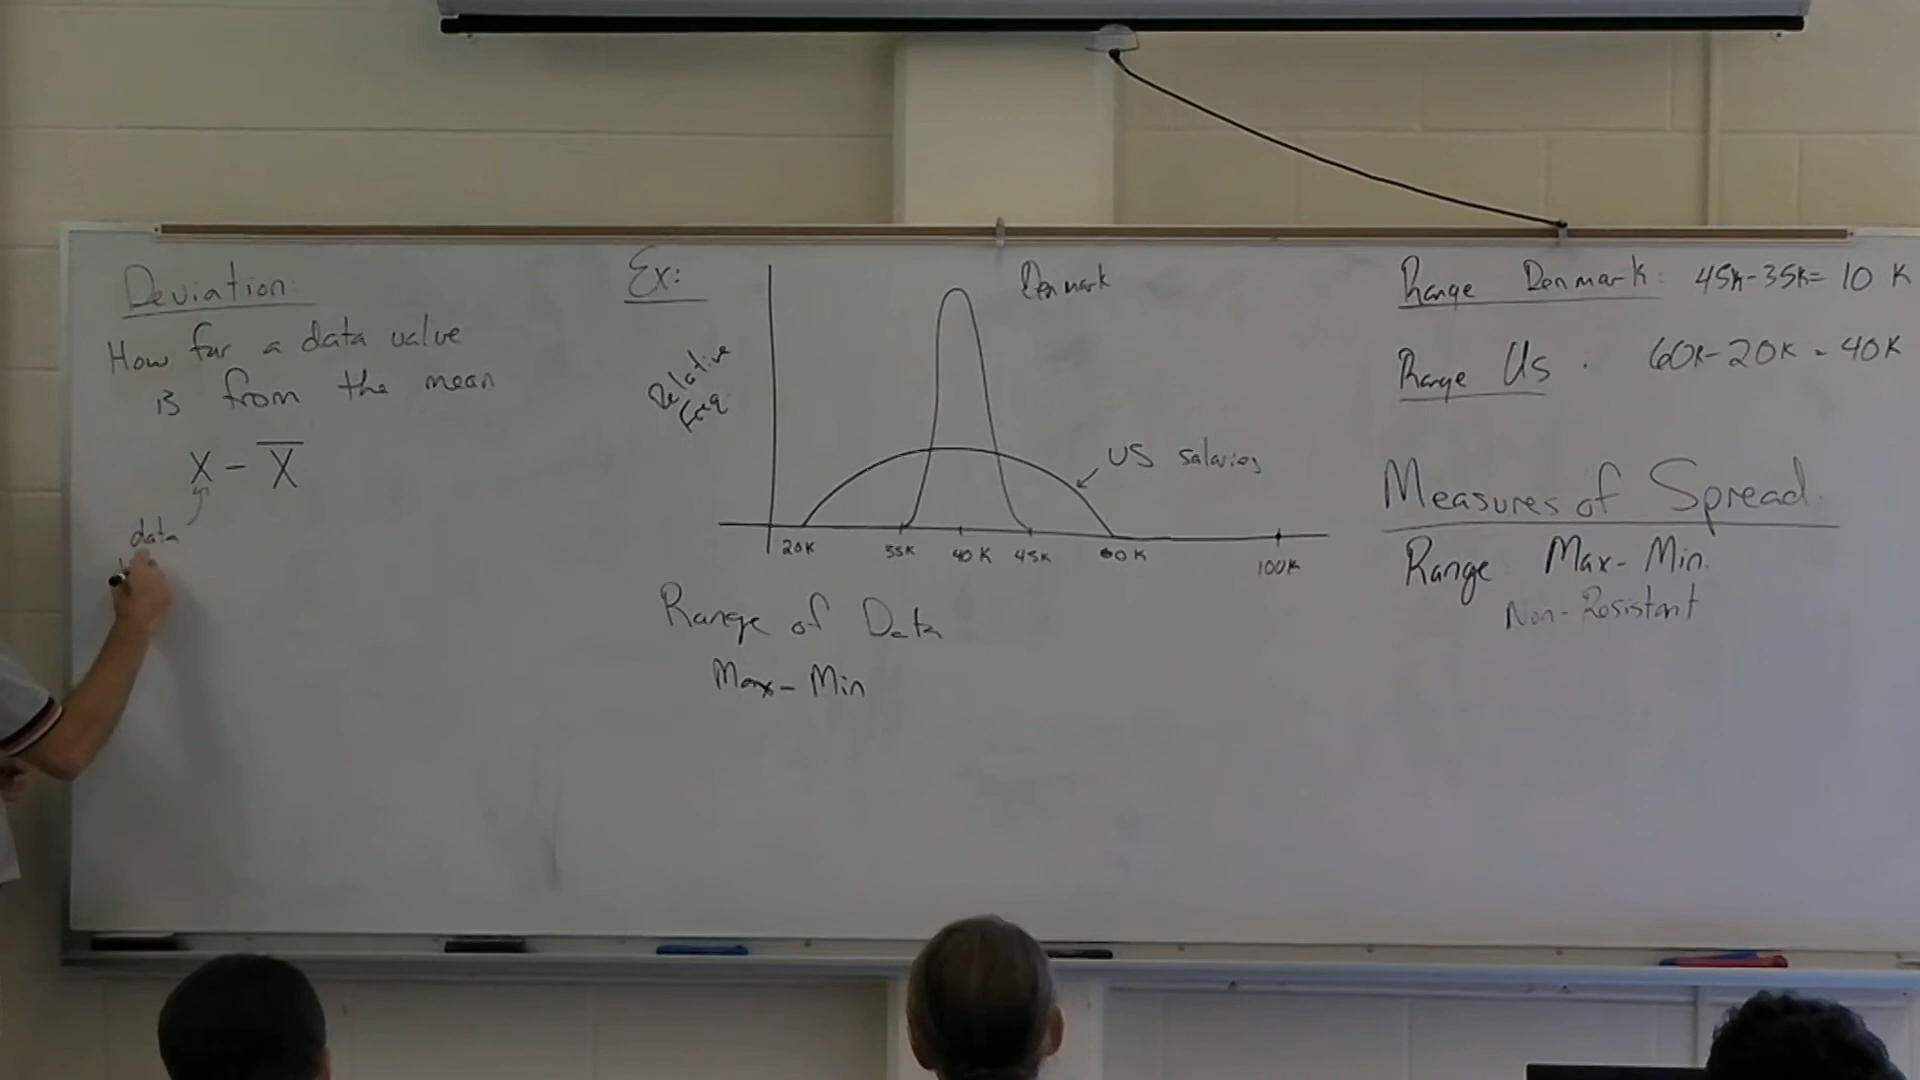 Deviation:
How far a data value
is from the mean
X - X̅
data
Ex:
Denmark
Relative
Freq
US salaries
20K 35K 40K 45K 60K 100K
Range of Data
Max - Min
Range Denmark: 45K-35K= 10 K
Range US. 60K-20K = 40K
Measures of Spread.
Range: Max - Min.
Non-Resistant